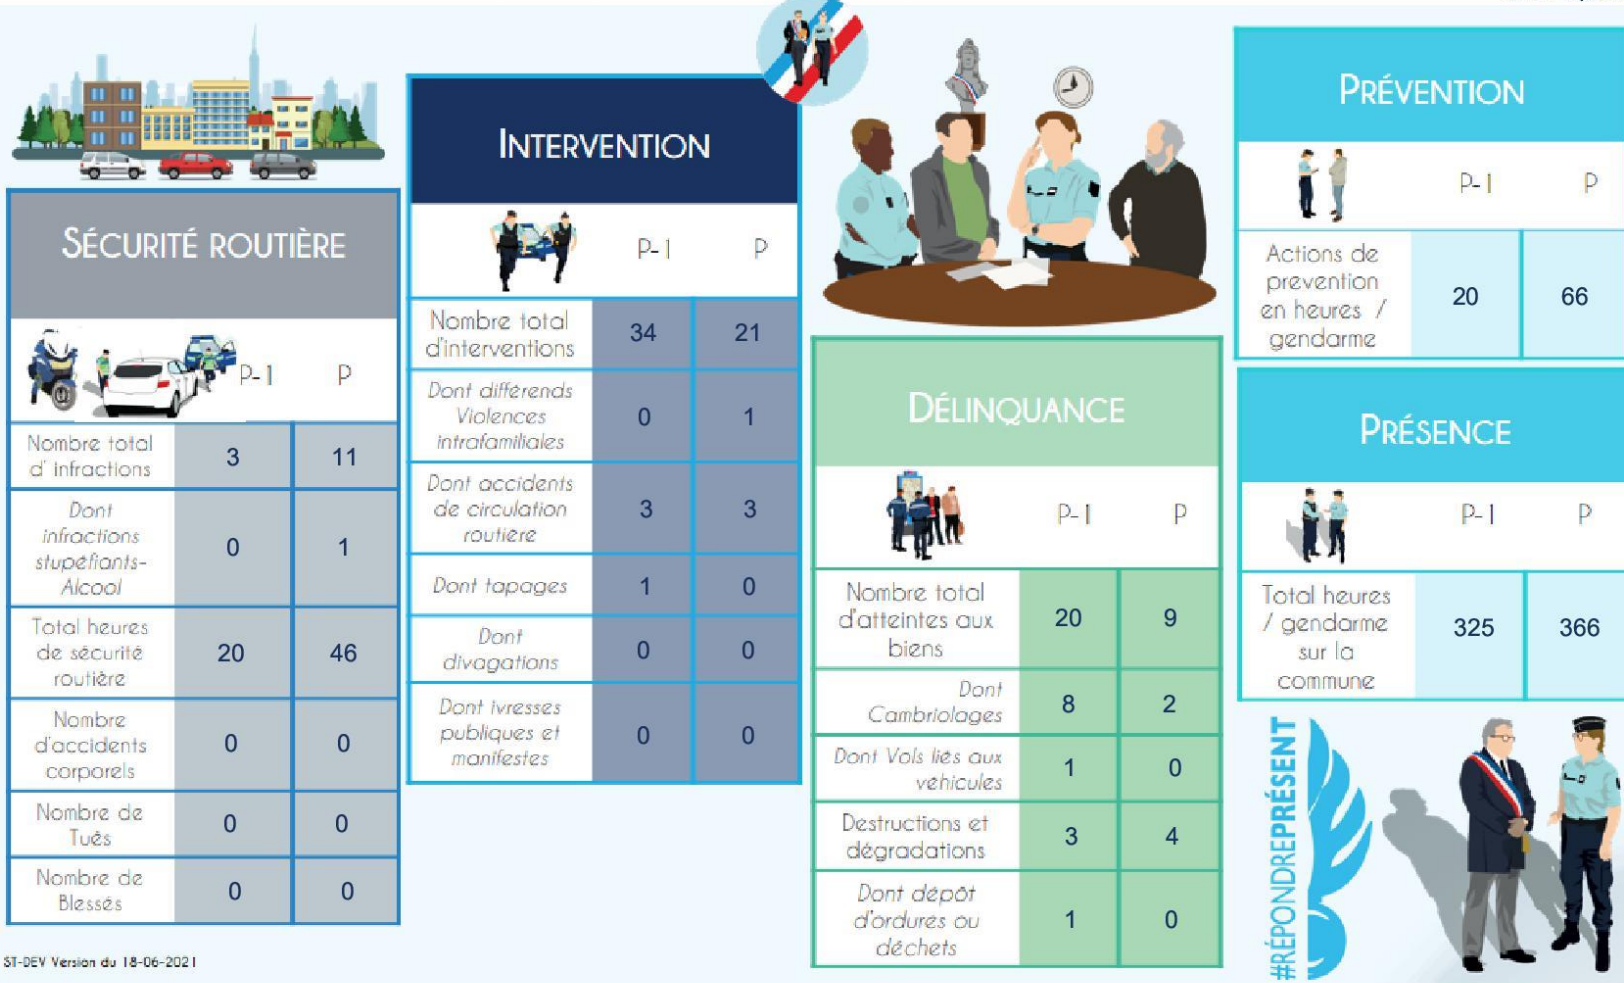 SÉCURITÉ ROUTIÈRE
P-1 P
Nombre total
d' infractions
3 11
Dont
infractions
stupéfiants-
Alcool
0 1
Total heures
de sécurité
routière
20 46
Nombre
d'accidents
corporels
0 0
Nombre de
Tués
0 0
Nombre de
Blessés
0 0
ST-DEV Version du 18-06-2021
INTERVENTION
P-1 P
Nombre total
d'interventions
34 21
Dont différends
Violences
intrafamiliales
0 1
Dont accidents
de circulation
routière
3 3
Dont tapages
1 0
Dont
divagations
0 0
Dont ivresses
publiques et
manifestes
0 0
DÉLINQUANCE
P-1 P
Nombre total
d'atteintes aux
biens
20 9
Dont
Cambriolages
8 2
Dont Vols liés aux
véhicules
1 0
Destructions et
dégradations
3 4
Dont dépôt
d'ordures ou
déchets
1 0
PRÉVENTION
P-1 P
Actions de
prevention
en heures /
gendarme
20 66
PRÉSENCE
P-1 P
Total heures
/ gendarme
sur la
commune
325 366
#RÉPONDREPRÉSENT